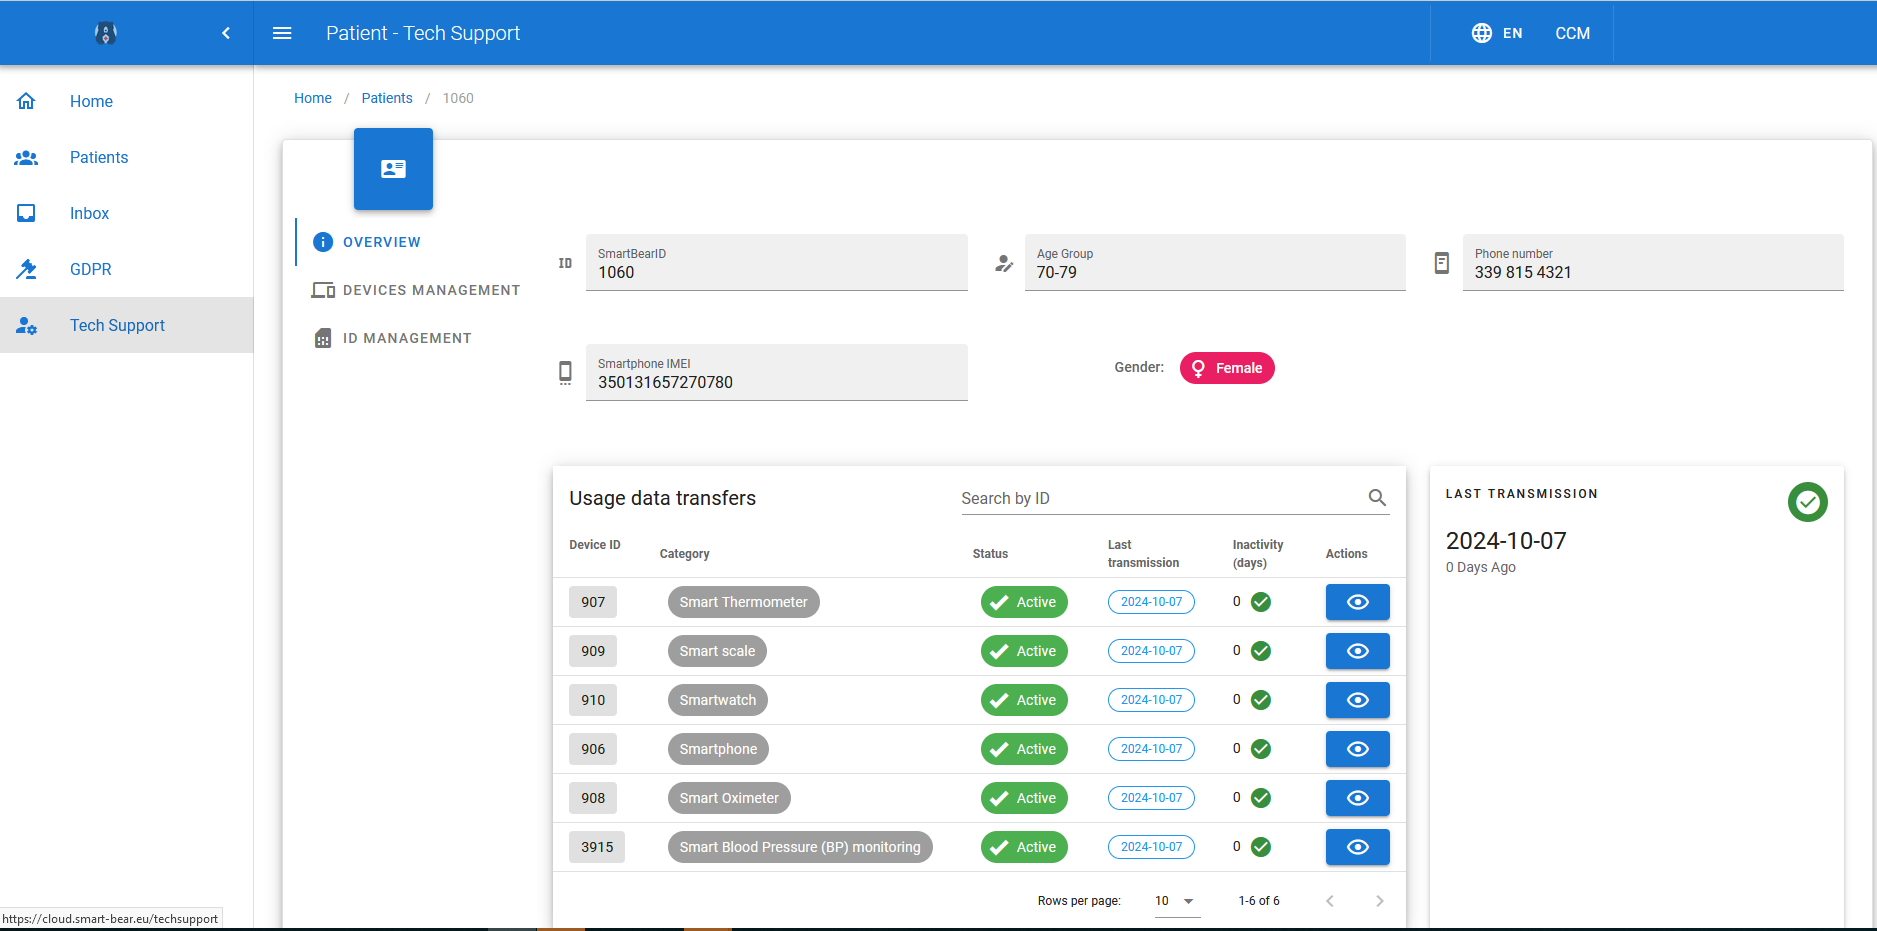 Patient - Tech Support
EN
CCM
Home
Patients
Inbox
GDPR
Tech Support
Home / Patients / 1060
OVERVIEW
DEVICES MANAGEMENT
ID MANAGEMENT
ID
SmartBearID
1060
Age Group
70-79
Phone number
339 815 4321
Smartphone IMEI
350131657270780
Gender:
Female
Usage data transfers
Search by ID
Device ID
Category
Status
Last
transmission
Inactivity
(days)
Actions
907 Smart Thermometer Active 2024-10-07 0
909 Smart scale Active 2024-10-07 0
910 Smartwatch Active 2024-10-07 0
906 Smartphone Active 2024-10-07 0
908 Smart Oximeter Active 2024-10-07 0
3915 Smart Blood Pressure (BP) monitoring Active 2024-10-07 0
Rows per page: 10 1-6 of 6
LAST TRANSMISSION
2024-10-07
0 Days Ago
https://cloud.smart-bear.eu/techsupport